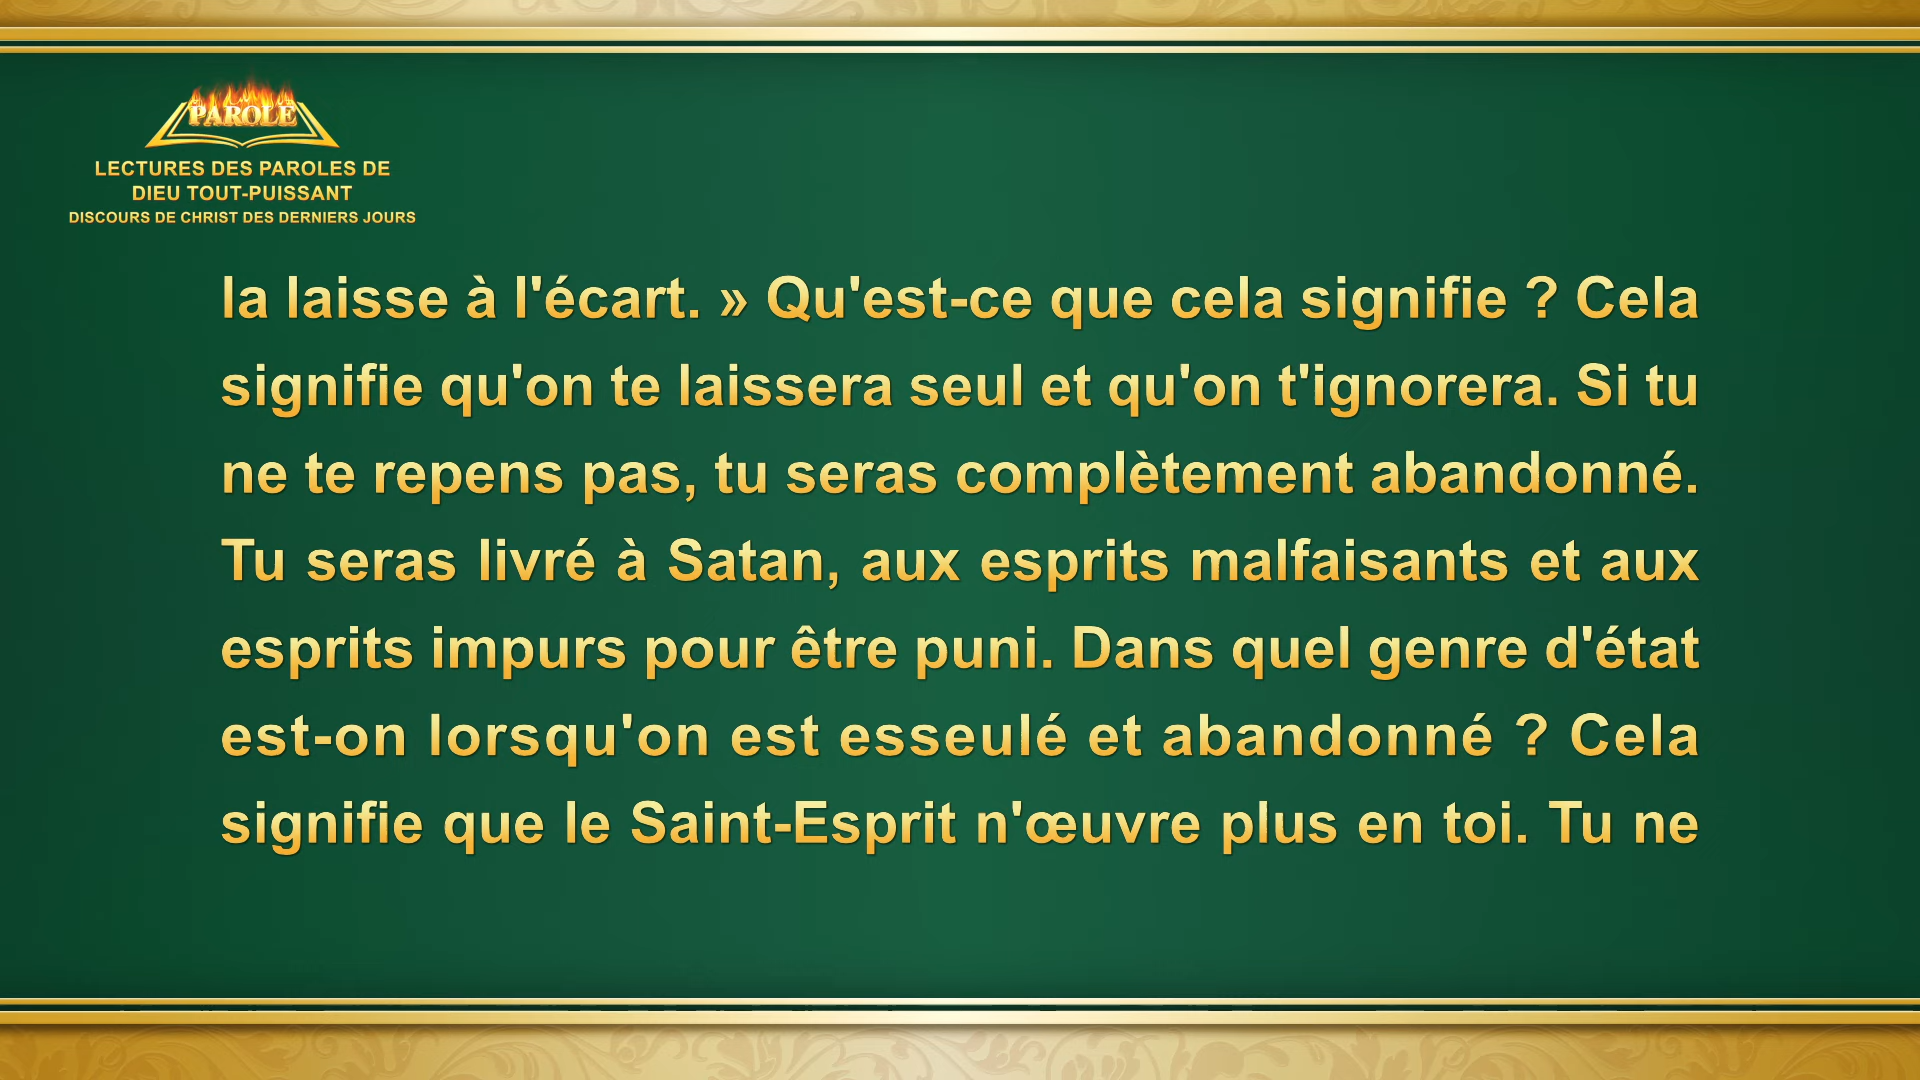 PAROLE
LECTURES DES PAROLES DE
DIEU TOUT-PUISSANT
DISCOURS DE CHRIST DES DERNIERS JOURS
la laisse à l'écart. » Qu'est-ce que cela signifie ? Cela
signifie qu'on te laissera seul et qu'on t'ignorera. Si tu
ne te repens pas, tu seras complètement abandonné.
Tu seras livré à Satan, aux esprits malfaisants et aux
esprits impurs pour être puni. Dans quel genre d'état
est-on lorsqu'on est esseulé et abandonné ? Cela
signifie que le Saint-Esprit n'œuvre plus en toi. Tu ne